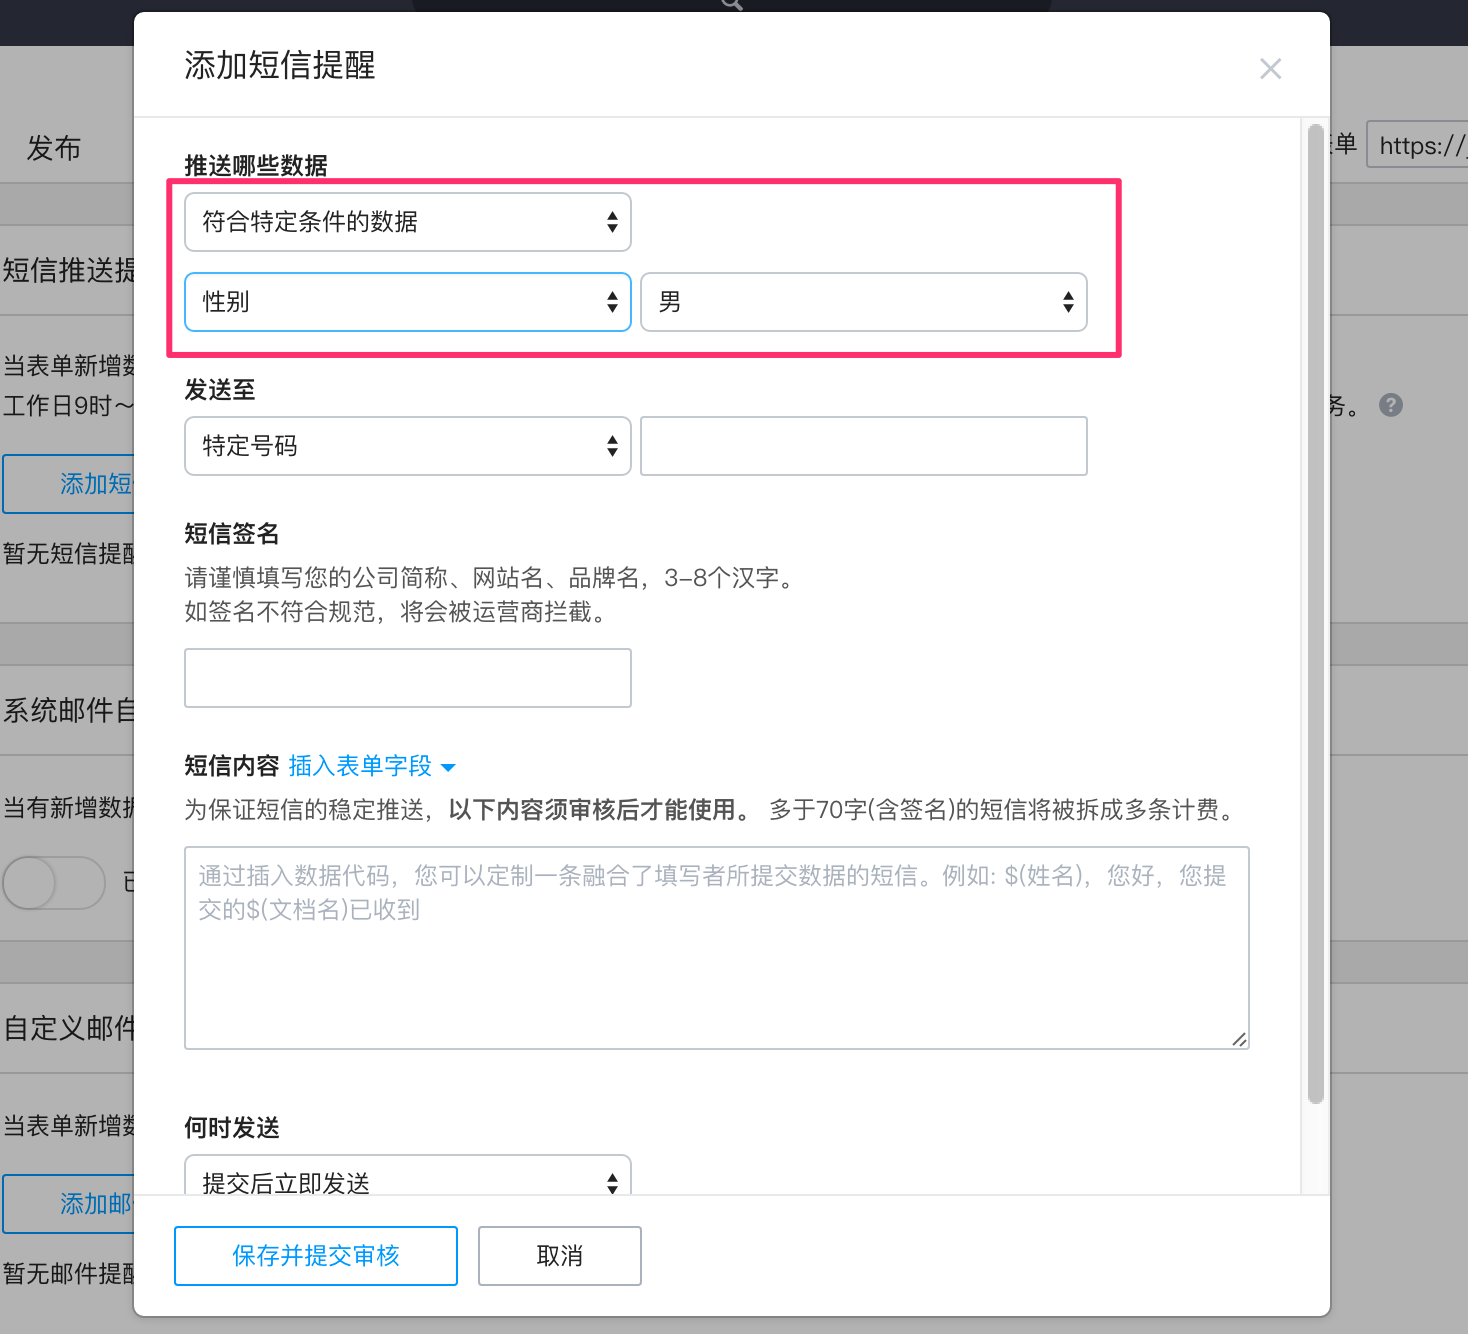 添加短信提醒
发布
单
https://
推送哪些数据
符合特定条件的数据
短信推送提
性别
男
当表单新增数
发送至
工作日9时～
务。
特定号码
添加短
短信签名
暂无短信提醒
请谨慎填写您的公司简称、网站名、品牌名，3–8个汉字。
如签名不符合规范，将会被运营商拦截。
系统邮件自
短信内容 插入表单字段
当有新增数据
为保证短信的稳定推送，以下内容须审核后才能使用。 多于70字(含签名)的短信将被拆成多条计费。
通过插入数据代码，您可以定制一条融合了填写者所提交数据的短信。例如: $(姓名)，您好，您提
交的$(文档名)已收到
自定义邮件
当表单新增数
何时发送
提交后立即发送
添加邮
保存并提交审核
取消
暂无邮件提醒